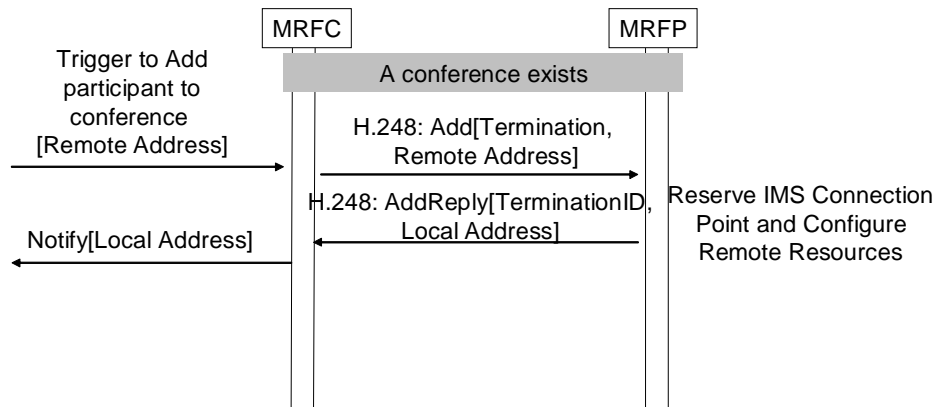 MRFC
MRFP
Trigger to Add
participant to
conference
[Remote Address]
A conference exists
H.248: Add[Termination,
Remote Address]
H.248: AddReply[TerminationID,
Local Address]
Reserve IMS Connection
Point and Configure
Remote Resources
Notify[Local Address]